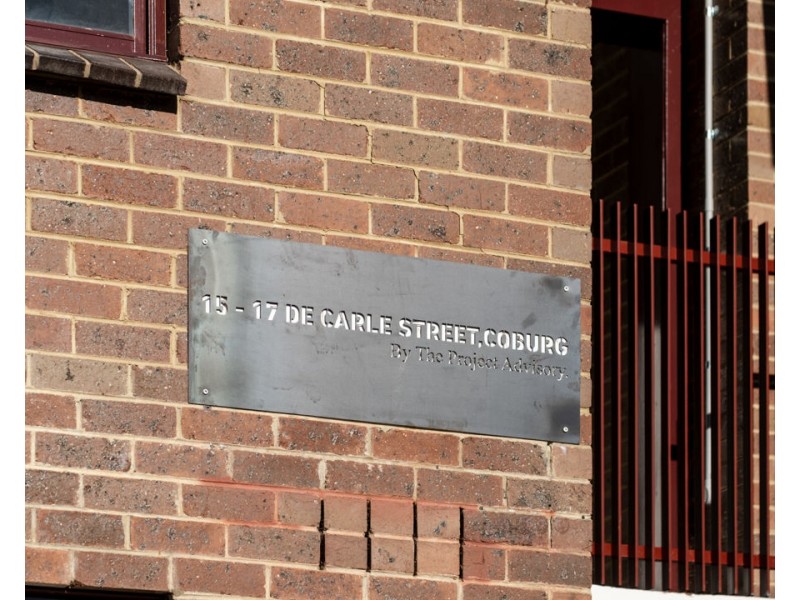 15 - 17 DE CARLE STREET,COBURG
By The Project Advisory.